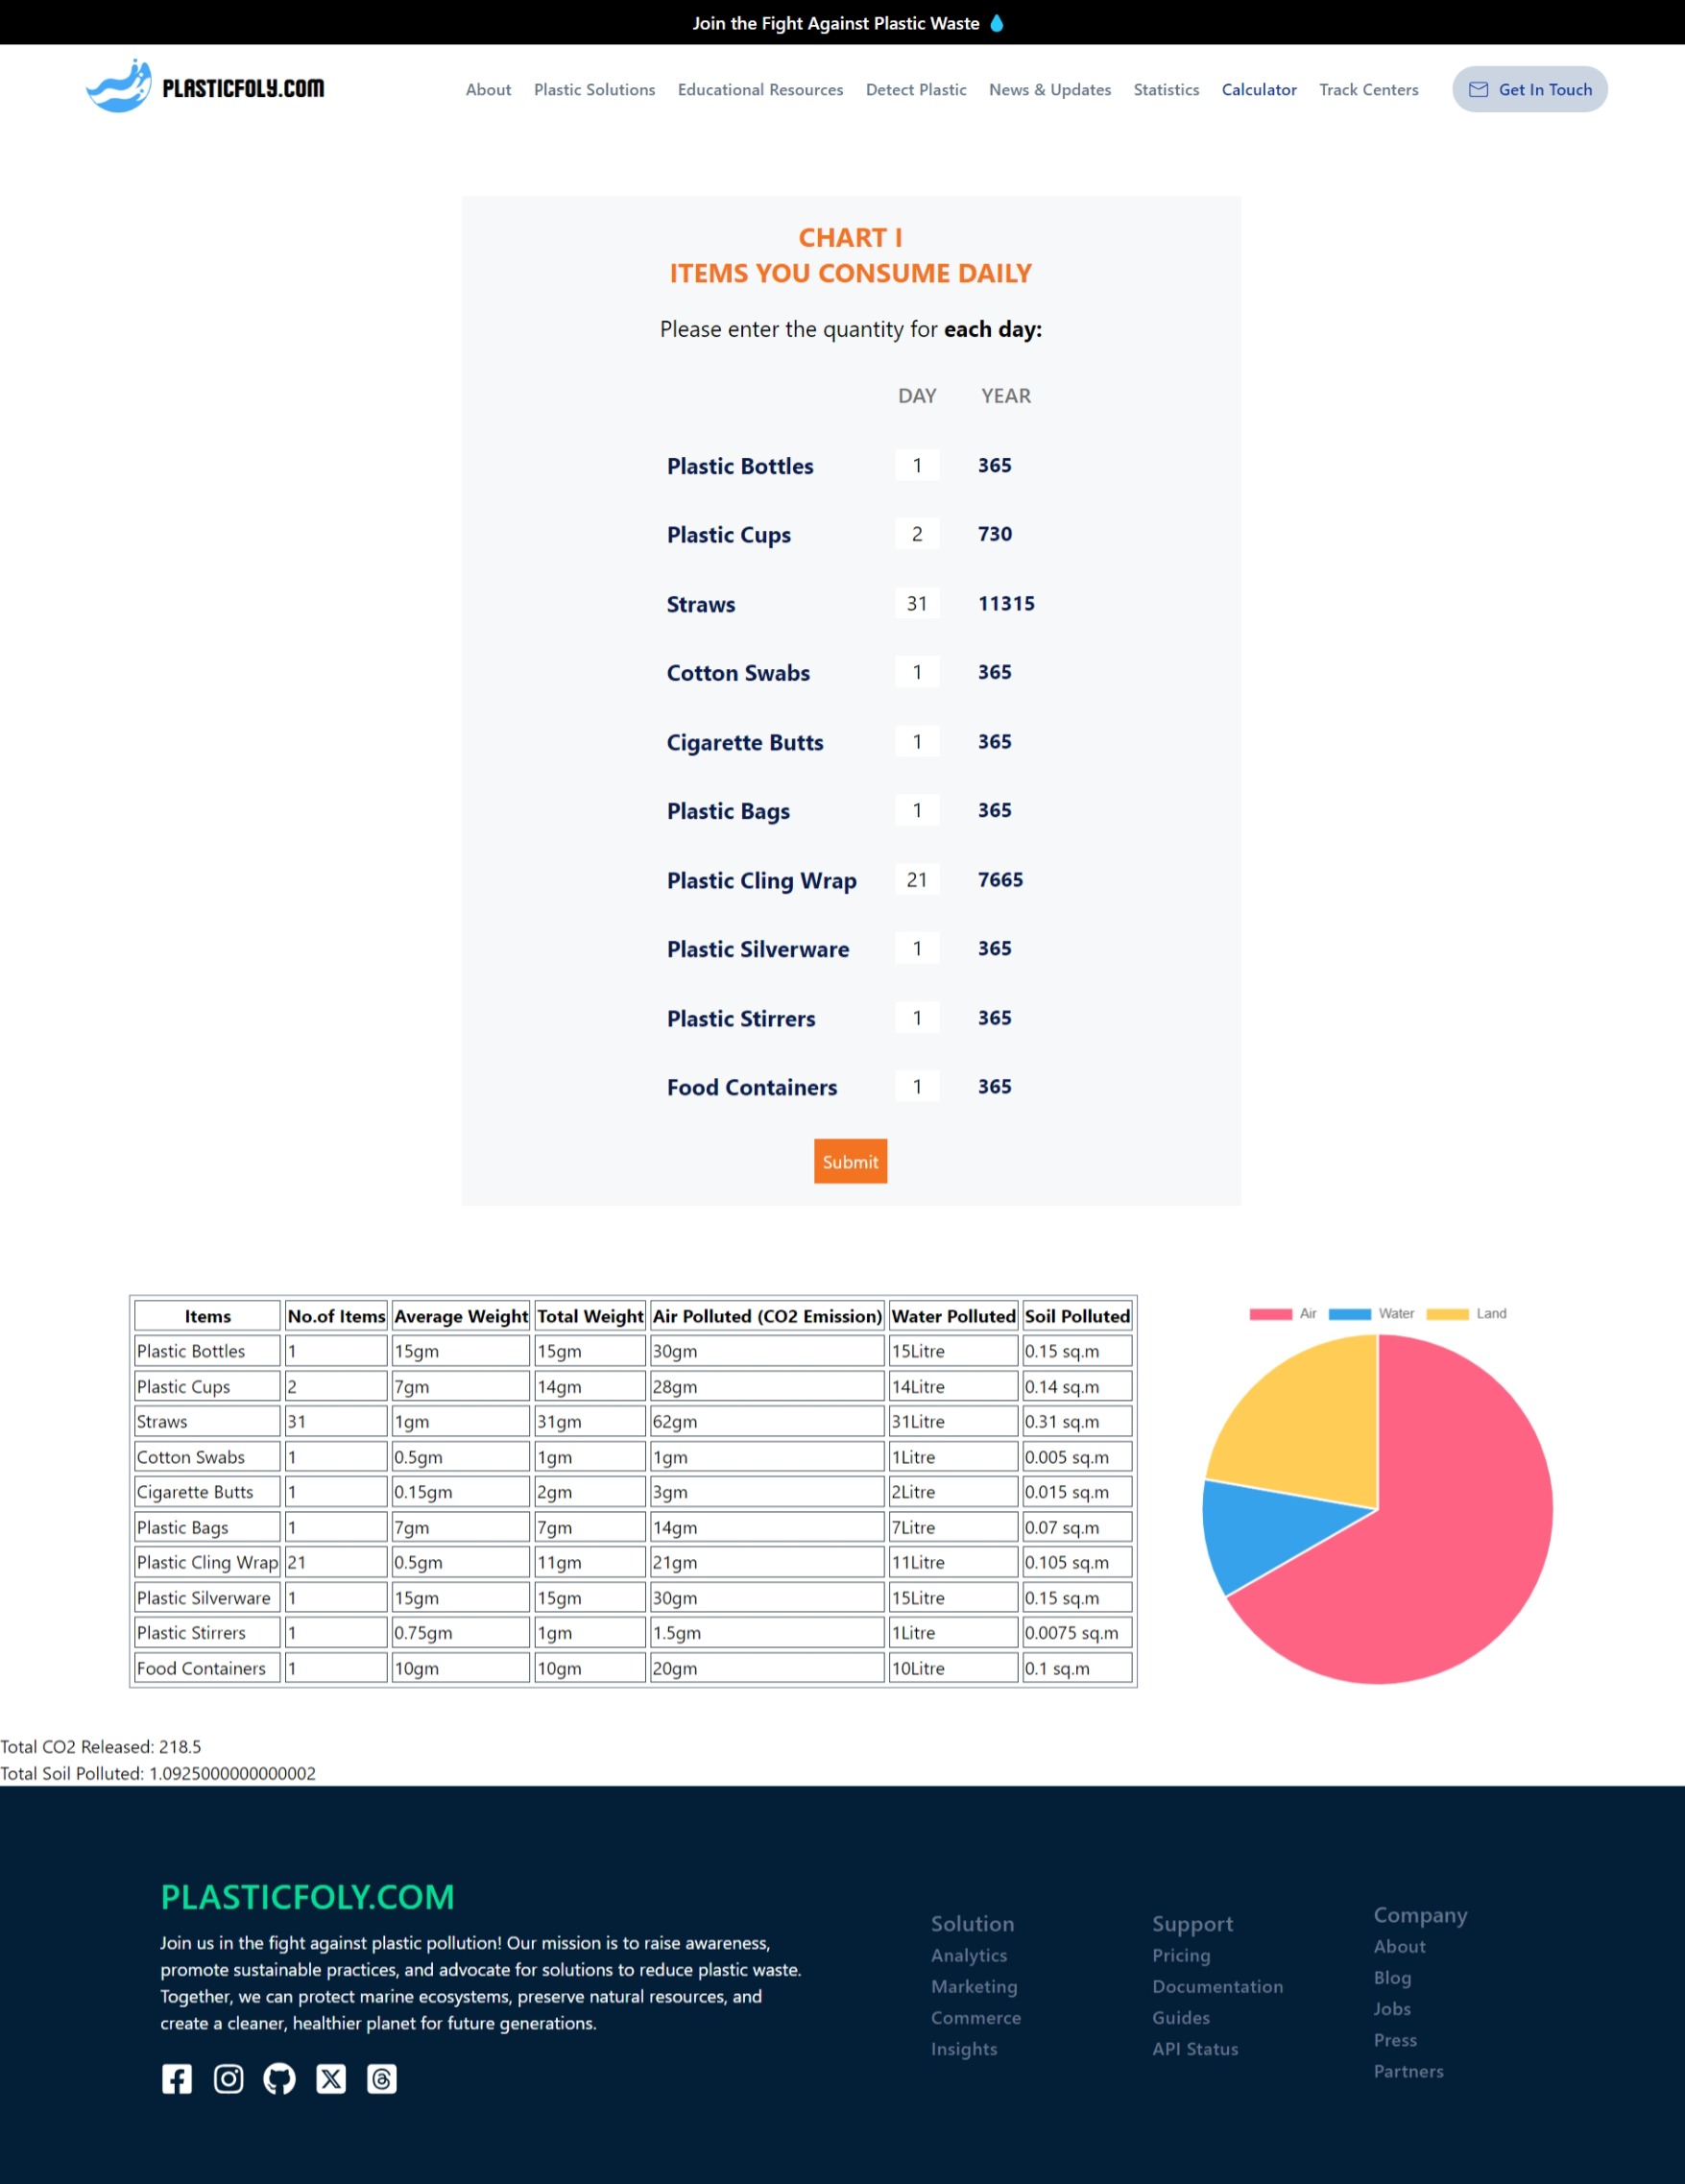 Join the Fight Against Plastic Waste 💧
PLASTICFOLY.COM
About Plastic Solutions Educational Resources Detect Plastic News & Updates Statistics Calculator Track Centers Get In Touch
CHART I
ITEMS YOU CONSUME DAILY
Please enter the quantity for each day:
DAY YEAR
Plastic Bottles 1 365
Plastic Cups 2 730
Straws 31 11315
Cotton Swabs 1 365
Cigarette Butts 1 365
Plastic Bags 1 365
Plastic Cling Wrap 21 7665
Plastic Silverware 1 365
Plastic Stirrers 1 365
Food Containers 1 365
Submit
Items No.of Items Average Weight Total Weight Air Polluted (CO2 Emission) Water Polluted Soil Polluted
Plastic Bottles 1 15gm 15gm 30gm 15Litre 0.15 sq.m
Plastic Cups 2 7gm 14gm 28gm 14Litre 0.14 sq.m
Straws 31 1gm 31gm 62gm 31Litre 0.31 sq.m
Cotton Swabs 1 0.5gm 1gm 1gm 1Litre 0.005 sq.m
Cigarette Butts 1 0.15gm 2gm 3gm 2Litre 0.015 sq.m
Plastic Bags 1 7gm 7gm 14gm 7Litre 0.07 sq.m
Plastic Cling Wrap 21 0.5gm 11gm 21gm 11Litre 0.105 sq.m
Plastic Silverware 1 15gm 15gm 30gm 15Litre 0.15 sq.m
Plastic Stirrers 1 0.75gm 1gm 1.5gm 1Litre 0.0075 sq.m
Food Containers 1 10gm 10gm 20gm 10Litre 0.1 sq.m
Air Water Land
Total CO2 Released: 218.5
Total Soil Polluted: 1.0925000000000002
PLASTICFOLY.COM
Join us in the fight against plastic pollution! Our mission is to raise awareness,
promote sustainable practices, and advocate for solutions to reduce plastic waste.
Together, we can protect marine ecosystems, preserve natural resources, and
create a cleaner, healthier planet for future generations.
Solution
Analytics
Marketing
Commerce
Insights
Support
Pricing
Documentation
Guides
API Status
Company
About
Blog
Jobs
Press
Partners